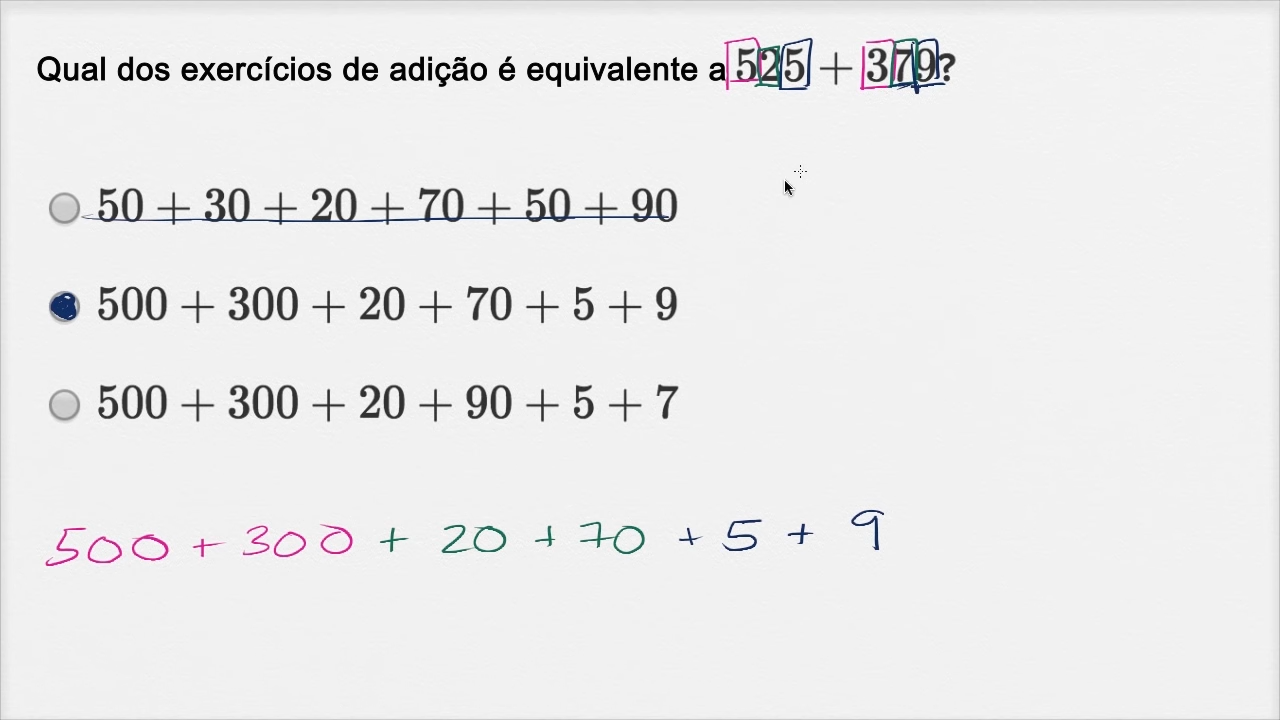 Qual dos exercícios de adição é equivalente a 525 + 379?
50 + 30 + 20 + 70 + 50 + 90
500 + 300 + 20 + 70 + 5 + 9
500 + 300 + 20 + 90 + 5 + 7
500 + 300 + 20 + 70 + 5 + 9